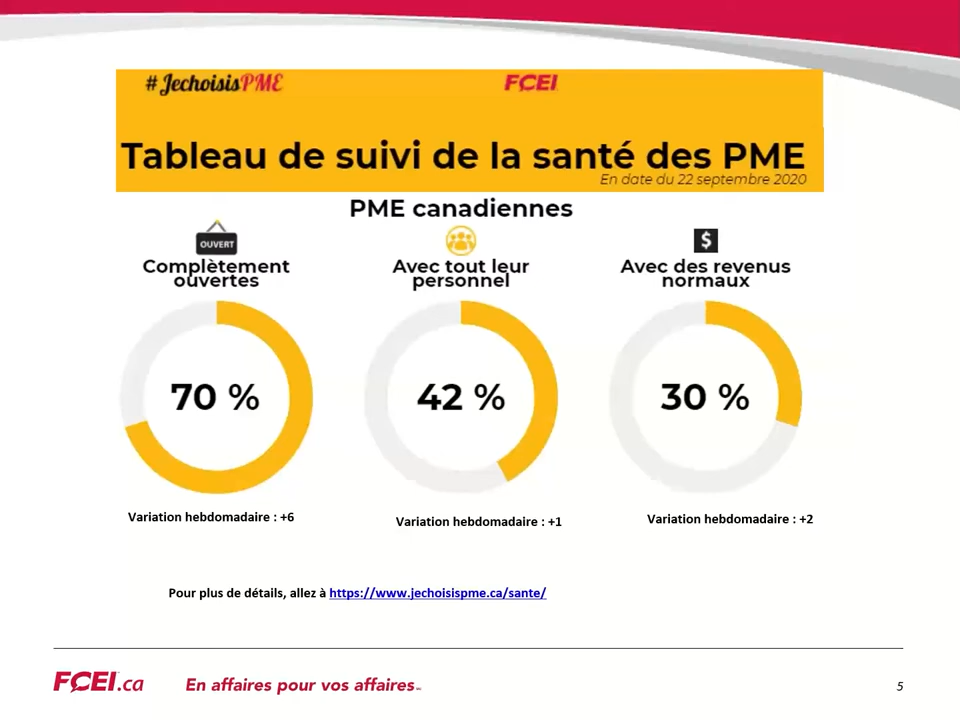 #JechoisisPME
FCEI
Tableau de suivi de la santé des PME
En date du 22 septembre 2020
PME canadiennes
OUVERT
$
Complètement
ouvertes
Avec tout leur
personnel
Avec des revenus
normaux
70 %
42 %
30 %
Variation hebdomadaire : +6
Variation hebdomadaire : +1
Variation hebdomadaire : +2
Pour plus de détails, allez à https://www.jechoisispme.ca/sante/
FCEI.ca
En affaires pour vos affaires
5